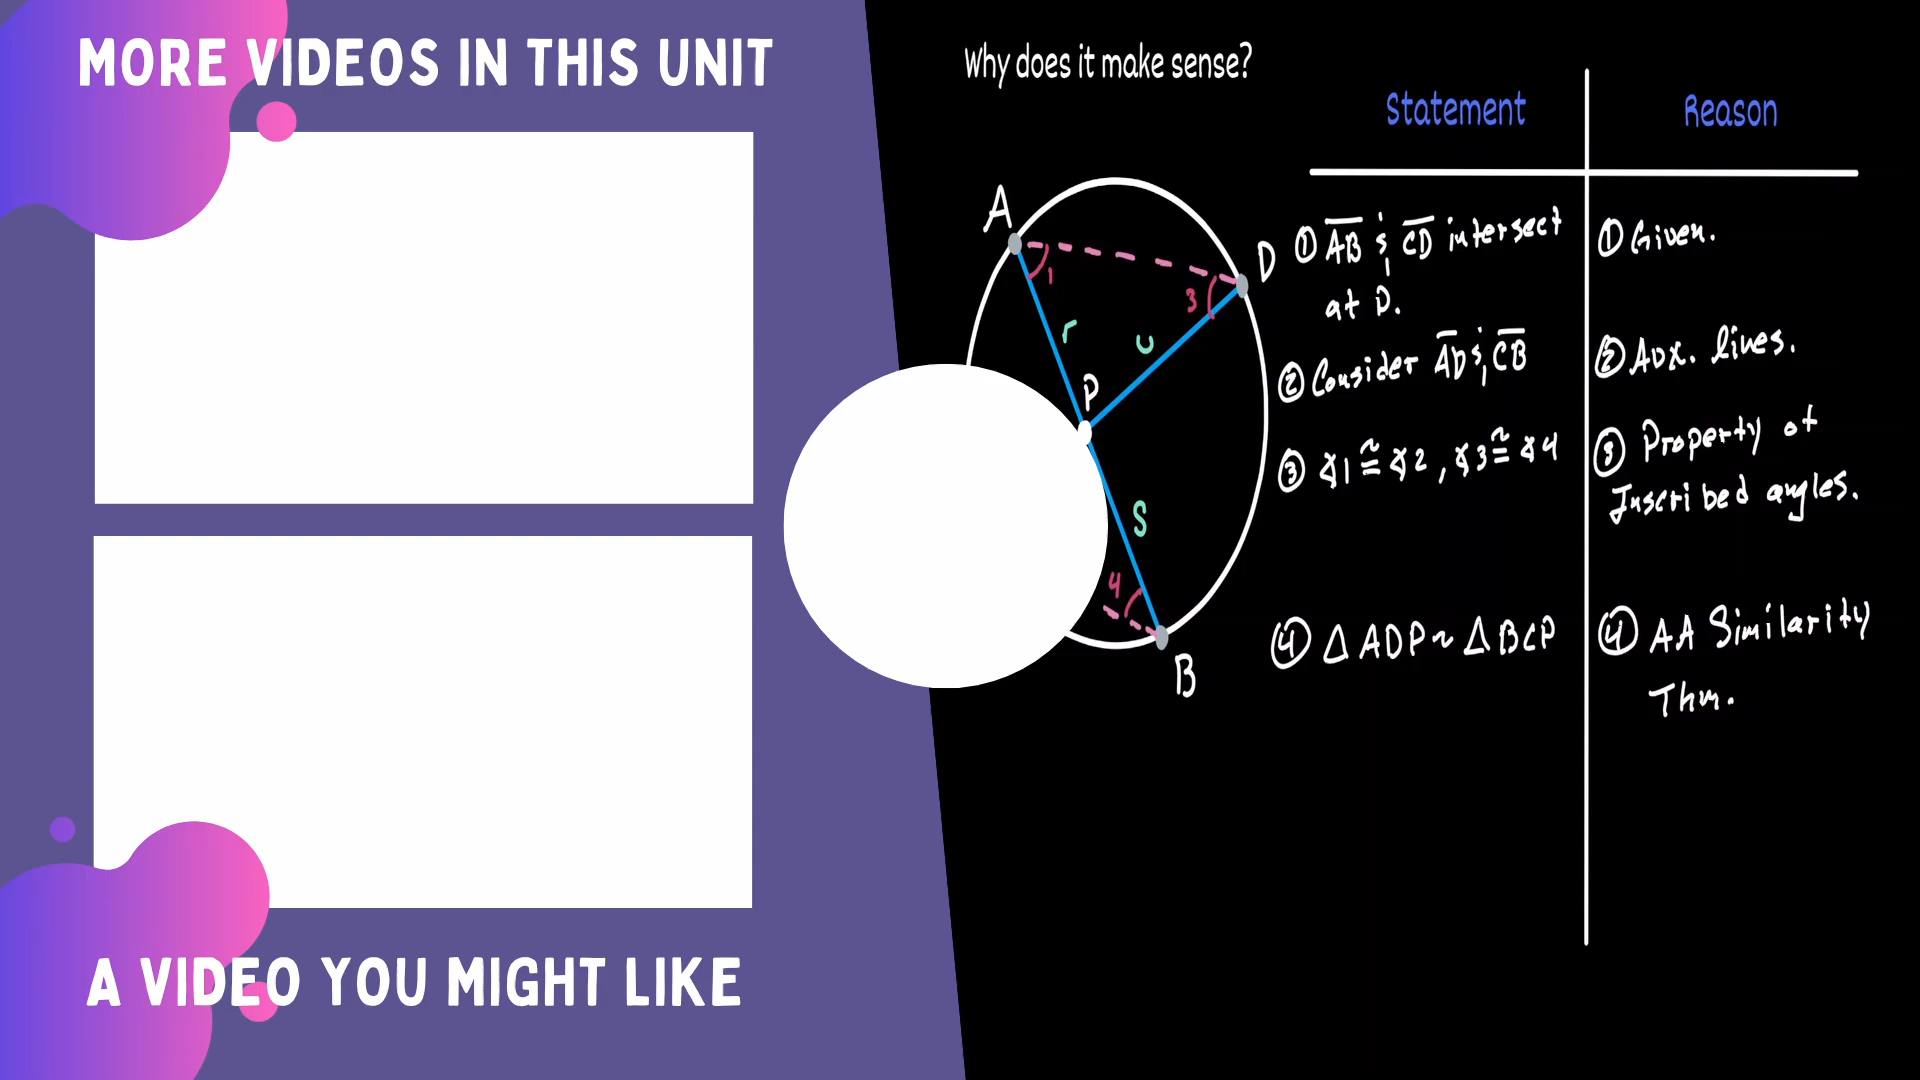 MORE VIDEOS IN THIS UNIT
A VIDEO YOU MIGHT LIKE
Why does it make sense?
Statement
Reason
A
D
1
3
r
U
P
S
4
B
① AB & CD intersect
at D.
① Given.
② Consider AD & CB
② Aux. lines.
③ ∡1 ≅ ∡2, ∡3 ≅ ∡4
③ Property of
Inscribed angles.
④ △ ADP ~ △ BCP
④ AA Similarity
Thm.